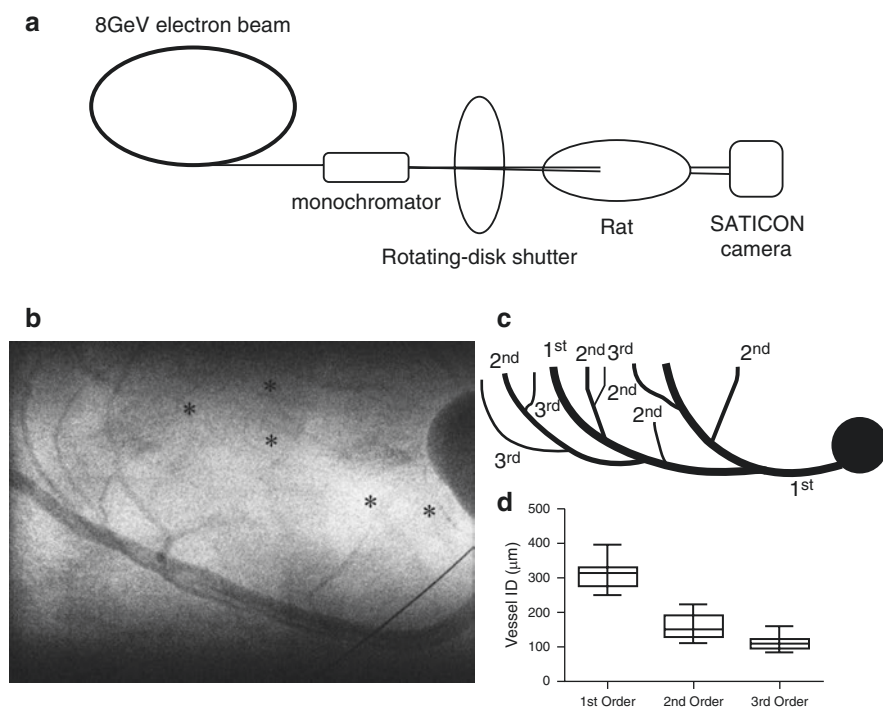 a
8GeV electron beam
monochromator
Rotating-disk shutter
Rat
SATICON
camera
b
* * * * *
c
2nd 1st 2nd 3rd 2nd
2nd
3rd 2nd
3rd
1st
d
500
400
300
200
100
0
Vessel ID (μm)
1st Order 2nd Order 3rd Order